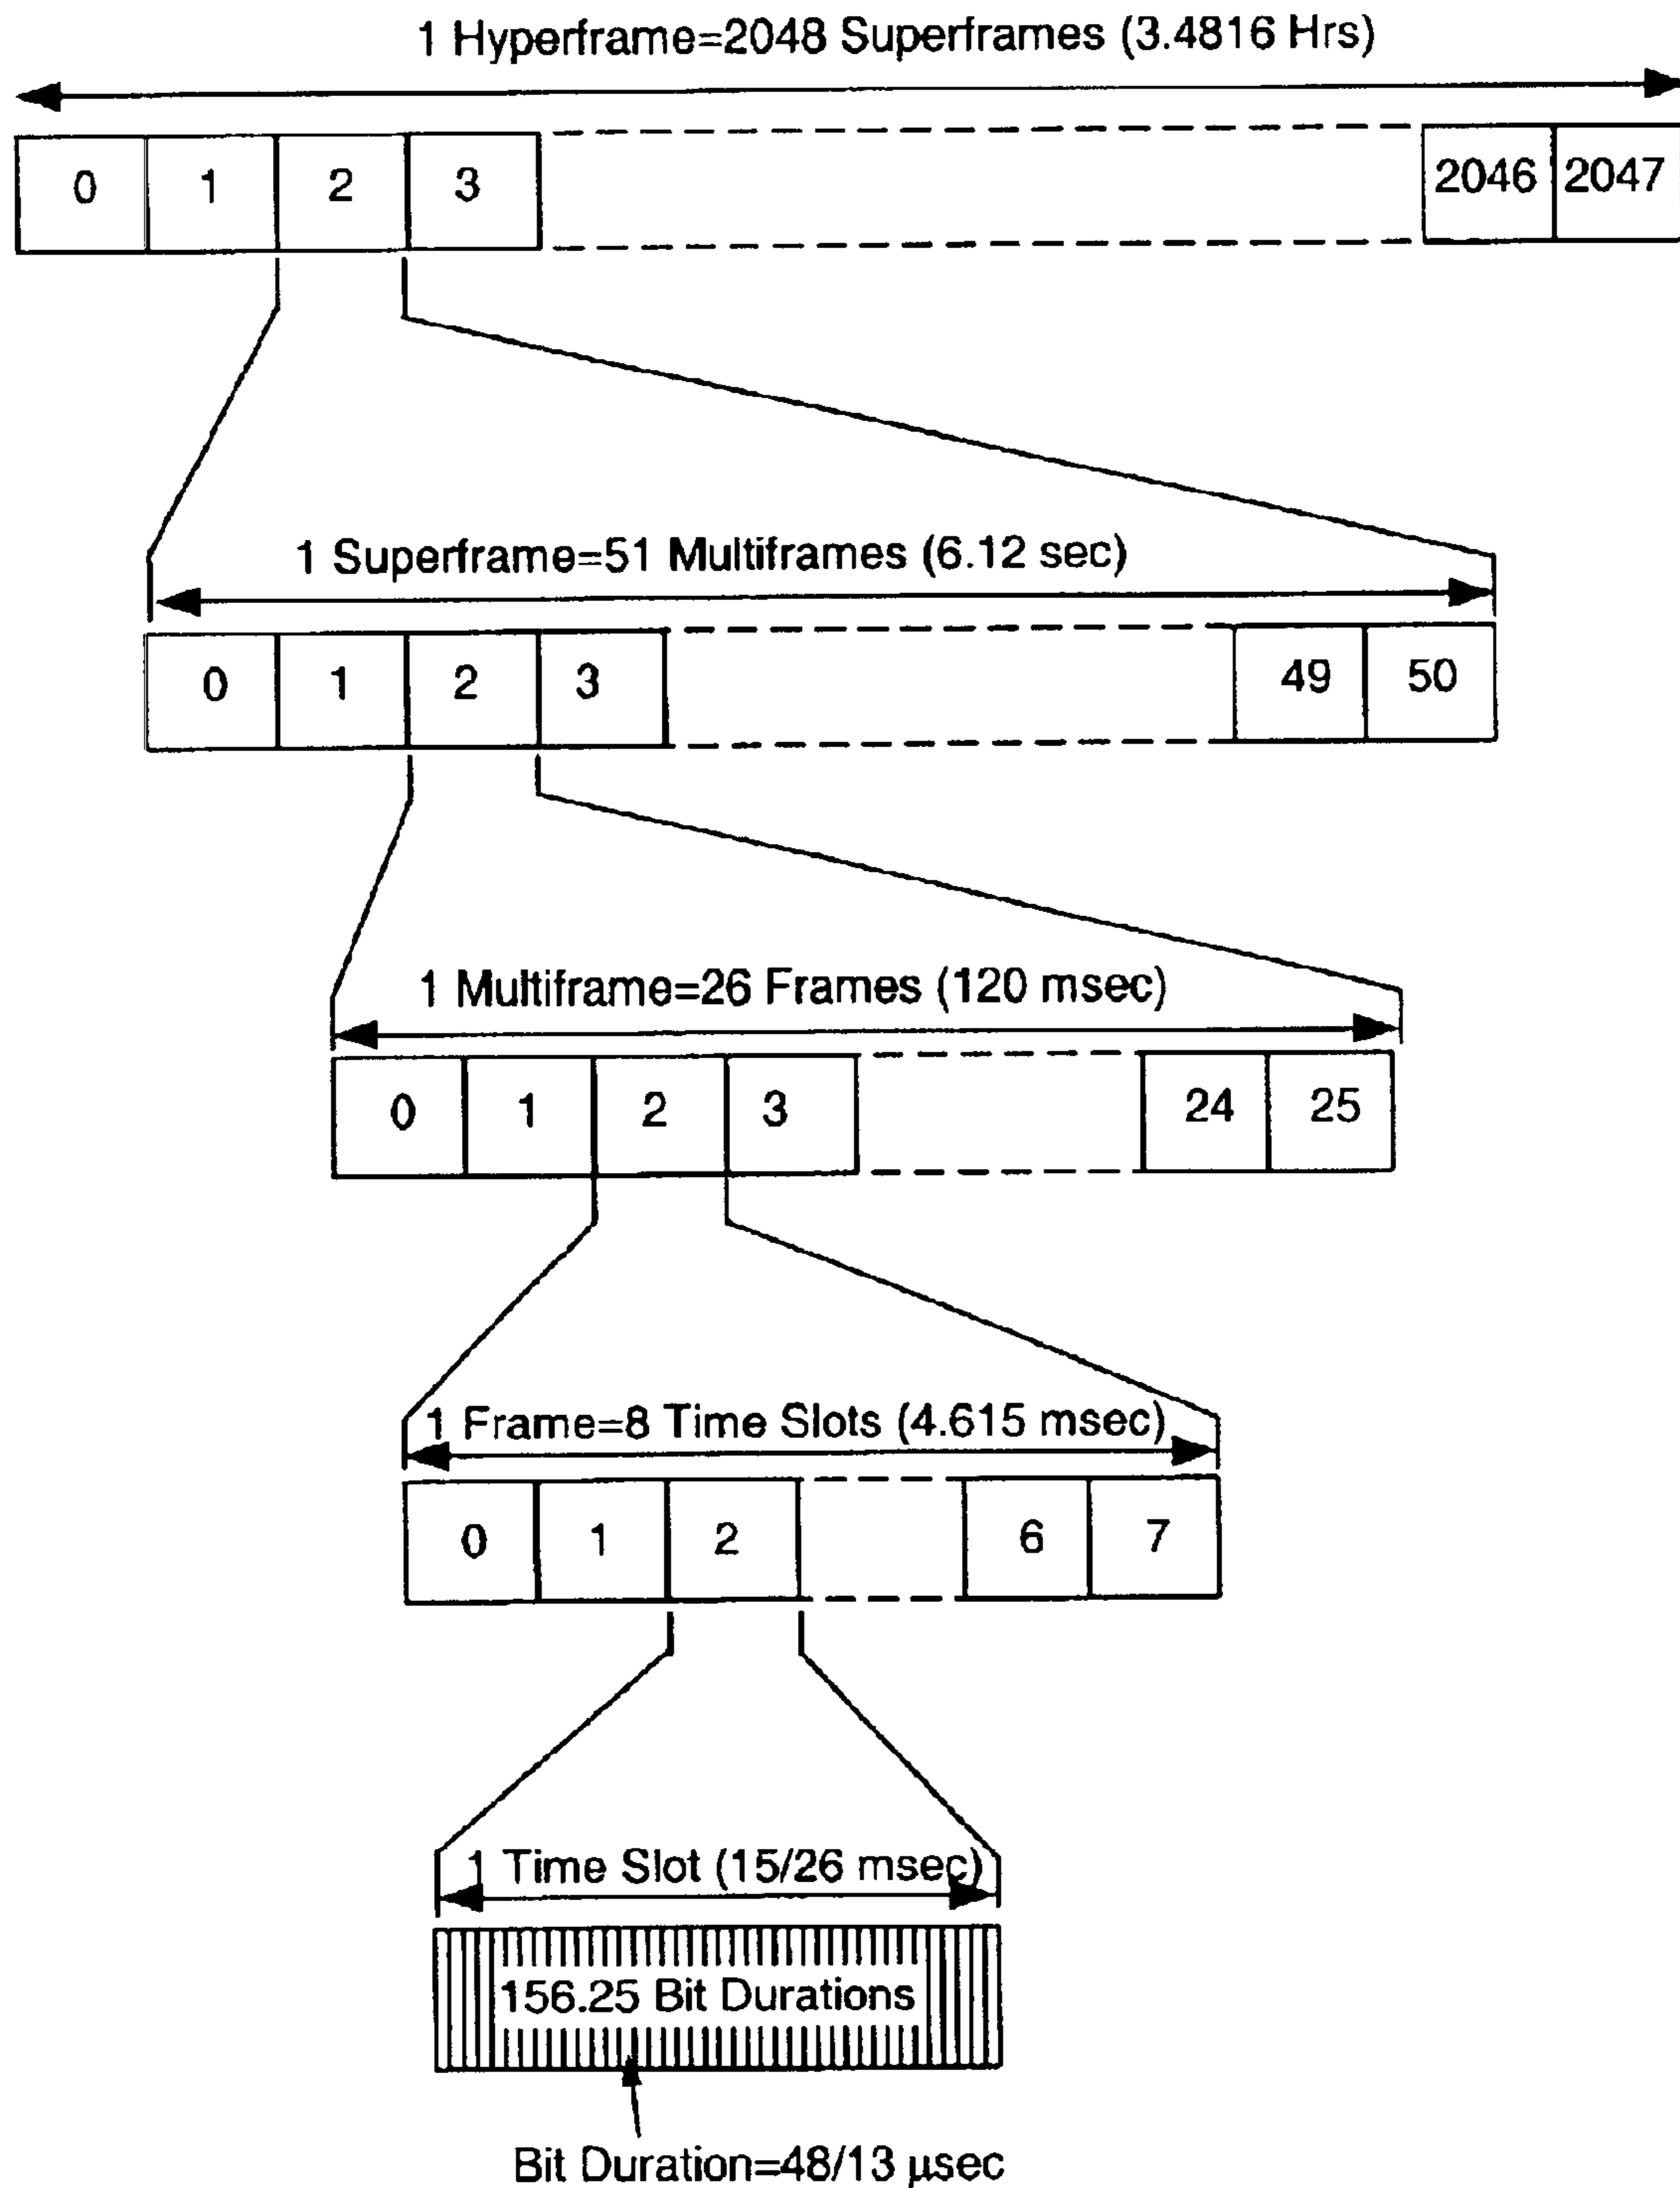 1 Hyperframe=2048 Superframes (3.4816 Hrs)
0 1 2 3 2046 2047
1 Superframe=51 Multiframes (6.12 sec)
0 1 2 3 49 50
1 Multiframe=26 Frames (120 msec)
0 1 2 3 24 25
1 Frame=8 Time Slots (4.615 msec)
0 1 2 6 7
1 Time Slot (15/26 msec)
156.25 Bit Durations
Bit Duration=48/13 μsec